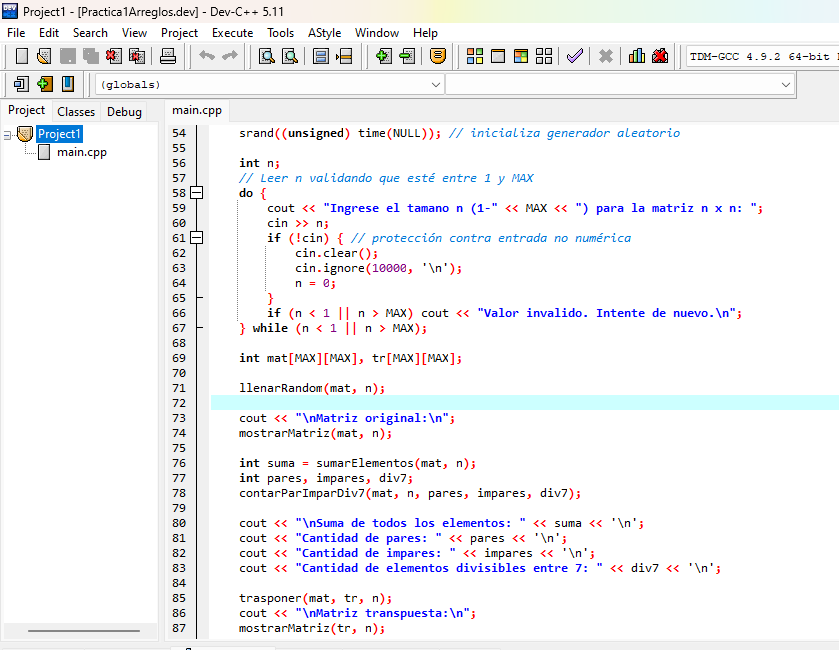 Project1 - [Practica1Arreglos.dev] - Dev-C++ 5.11
File Edit Search View Project Execute Tools AStyle Window Help
TDM-GCC 4.9.2 64-bit
(globals)
Project Classes Debug
main.cpp
Project1
main.cpp
54 srand((unsigned) time(NULL)); // inicializa generador aleatorio
55
56 int n;
57 // Leer n validando que esté entre 1 y MAX
58 do {
59 cout << "Ingrese el tamano n (1-" << MAX << ") para la matriz n x n: ";
60 cin >> n;
61 if (!cin) { // protección contra entrada no numérica
62 cin.clear();
63 cin.ignore(10000, '\n');
64 n = 0;
65 }
66 if (n < 1 || n > MAX) cout << "Valor invalido. Intente de nuevo.\n";
67 } while (n < 1 || n > MAX);
68
69 int mat[MAX][MAX], tr[MAX][MAX];
70
71 llenarRandom(mat, n);
72
73 cout << "\nMatriz original:\n";
74 mostrarMatriz(mat, n);
75
76 int suma = sumarElementos(mat, n);
77 int pares, impares, div7;
78 contarParImparDiv7(mat, n, pares, impares, div7);
79
80 cout << "\nSuma de todos los elementos: " << suma << '\n';
81 cout << "Cantidad de pares: " << pares << '\n';
82 cout << "Cantidad de impares: " << impares << '\n';
83 cout << "Cantidad de elementos divisibles entre 7: " << div7 << '\n';
84
85 trasponer(mat, tr, n);
86 cout << "\nMatriz transpuesta:\n";
87 mostrarMatriz(tr, n);